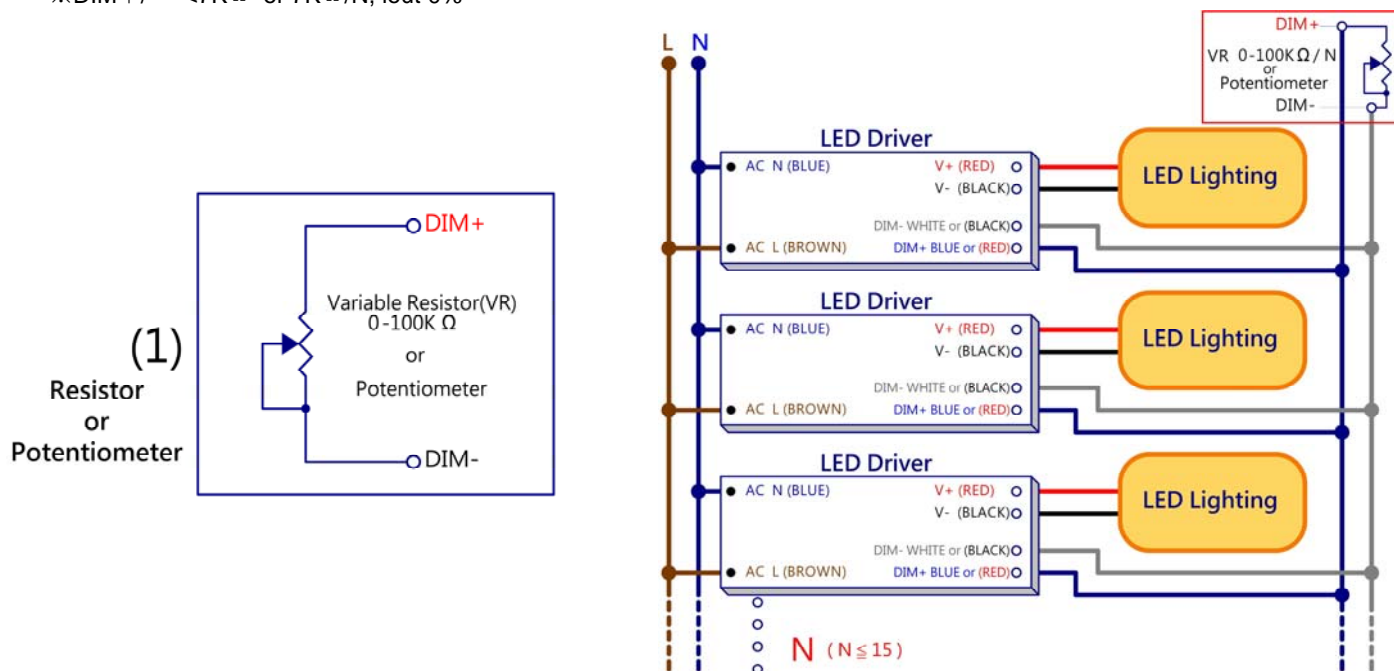 L N
DIM+
VR 0-100KΩ/N
or
Potentiometer
DIM-
LED Driver
AC N (BLUE)
V+ (RED)
V- (BLACK)
DIM- WHITE or (BLACK)
AC L (BROWN)
DIM+ BLUE or (RED)
LED Lighting
LED Driver
AC N (BLUE)
V+ (RED)
V- (BLACK)
DIM- WHITE or (BLACK)
AC L (BROWN)
DIM+ BLUE or (RED)
LED Lighting
LED Driver
AC N (BLUE)
V+ (RED)
V- (BLACK)
DIM- WHITE or (BLACK)
AC L (BROWN)
DIM+ BLUE or (RED)
LED Lighting
N (N≦15)
(1)
Resistor
or
Potentiometer
DIM+
Variable Resistor(VR)
0-100K Ω
or
Potentiometer
DIM-